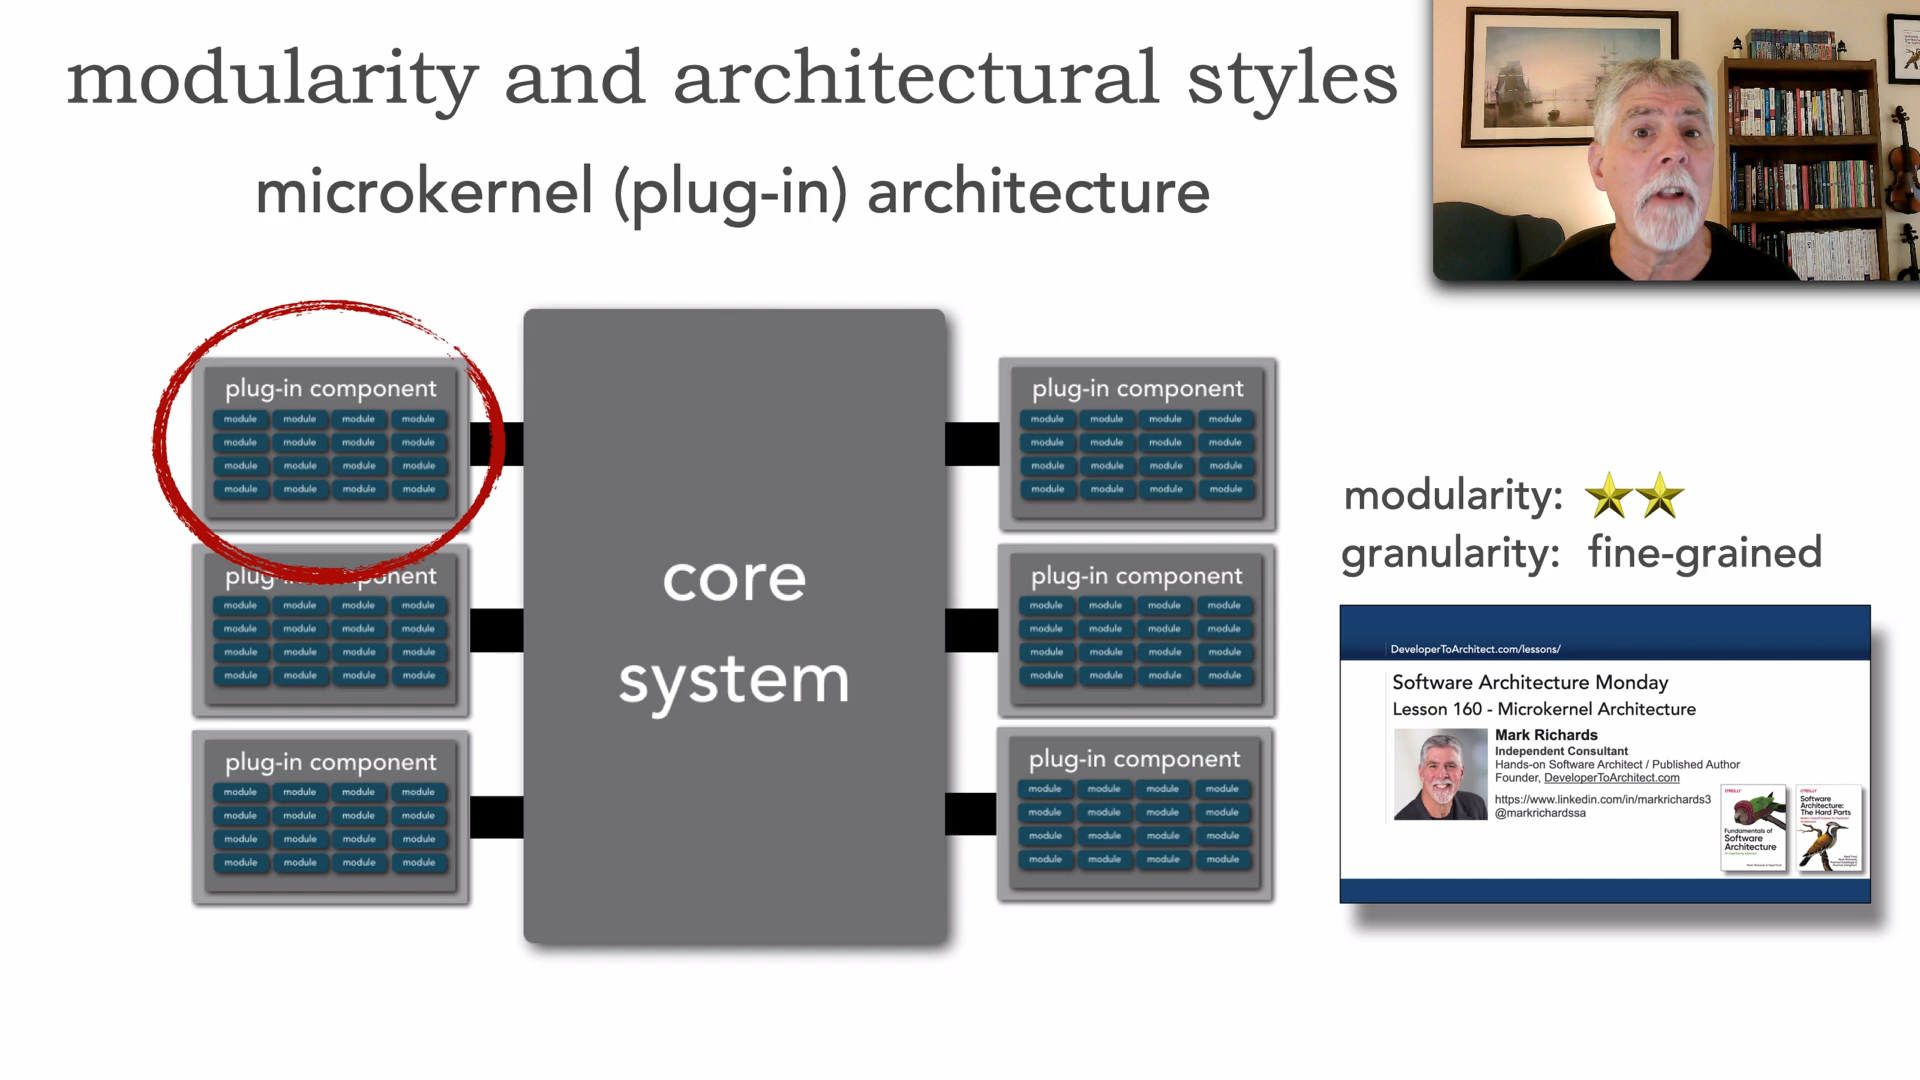 modularity and architectural styles
microkernel (plug-in) architecture
plug-in component
module module module module
module module module module
module module module module
module module module module
plug-in component
module module module module
module module module module
module module module module
module module module module
plug-in component
module module module module
module module module module
module module module module
module module module module
core
system
plug-in component
module module module module
module module module module
module module module module
module module module module
plug-in component
module module module module
module module module module
module module module module
module module module module
plug-in component
module module module module
module module module module
module module module module
module module module module
modularity:
granularity: fine-grained
DeveloperToArchitect.com/lessons/
Software Architecture Monday
Lesson 160 - Microkernel Architecture
Mark Richards
Independent Consultant
Hands-on Software Architect / Published Author
Founder, DeveloperToArchitect.com
https://www.linkedin.com/in/markrichards3
@markrichardssa
O'REILLY
Fundamentals of
Software
Architecture
O'REILLY
Software
Architecture:
The Hard Parts